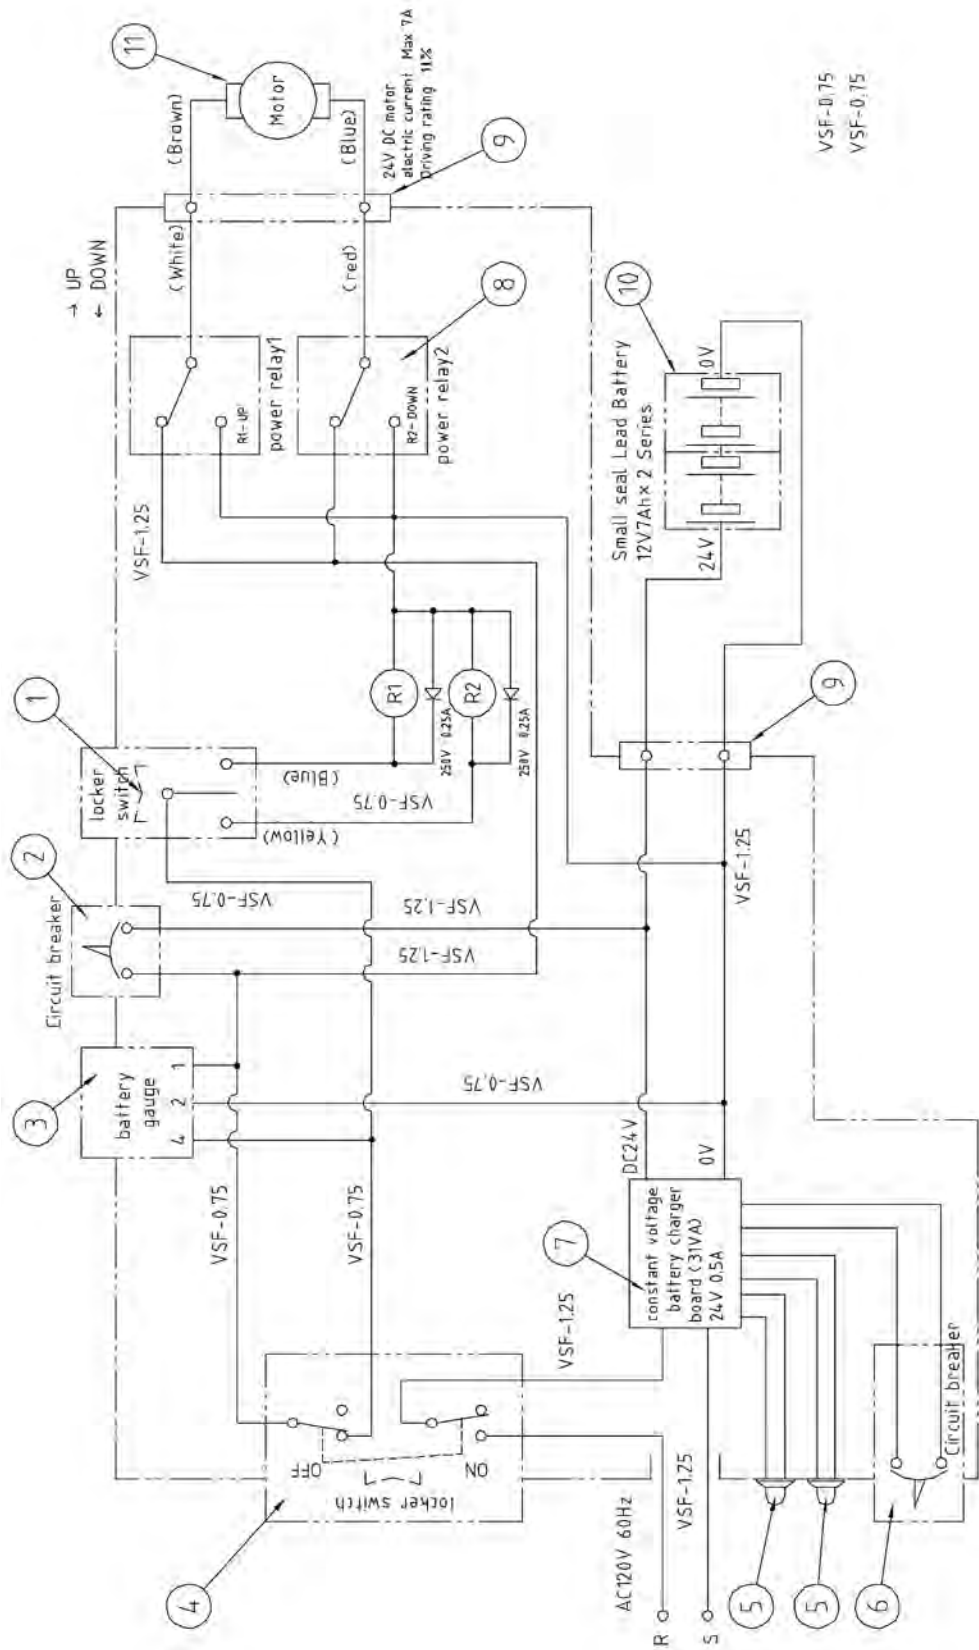 11
Motor
(Brown)
(Blue)
24V DC motor
electric current Max 7A
Driving rating 11%
9
VSF-0,75
VSF-0,75
→ UP
← DOWN
(White)
(red)
8
R1-UP
power relay1
R2-DOWN
power relay2
10
0V
Small seal Lead Battery
12V7Ah×2 Series
24V
VSF-1,25
1
locker
switch
(Blue)
VSF-0,75
(Yellow)
R1
250V 0.25A
R2
250V 0.25A
9
2
Circuit breaker
VSF-0,75
VSF-1,25
VSF-1,25
VSF-1,25
3
battery
gauge
1
2
4
VSF-0,75
DC24V
0V
VSF-0,75
VSF-0,75
7
constant voltage
battery charger
board (31VA)
24V 0,5A
VSF-1,25
4
OFF
ON
locker switch
Circuit breaker
AC120V 60Hz
VSF-1,25
R
S
5
5
6